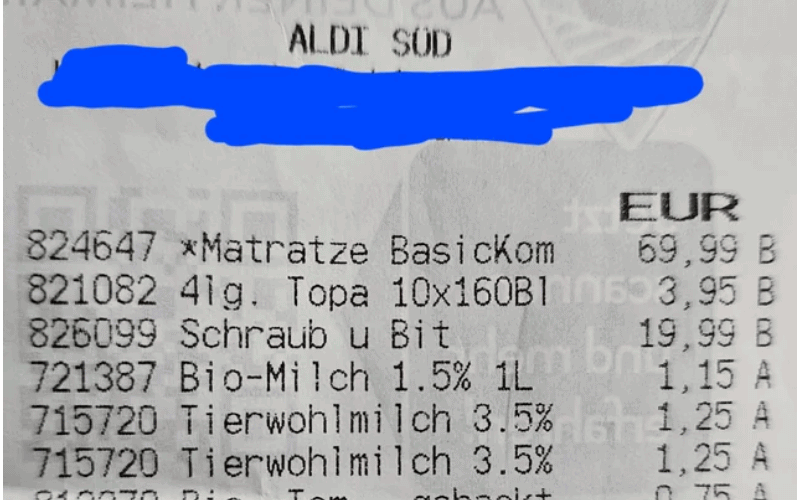 ALDI SÜD
EUR
824647 *Matratze BasicKom 69,99 B
821082 4lg. Topa 10x160Bl 3,95 B
826099 Schraub u Bit 19,99 B
721387 Bio-Milch 1.5% 1L 1,15 A
715720 Tierwohlmilch 3.5% 1,25 A
715720 Tierwohlmilch 3.5% 1,25 A